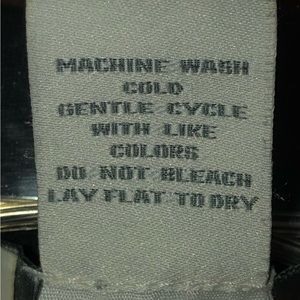 MACHINE WASH
COLD
GENTLE CYCLE
WITH LIKE
COLORS
DO NOT BLEACH
LAY FLAT TO DRY